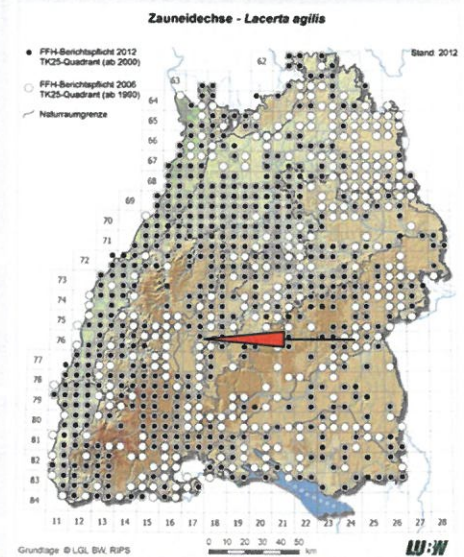 Zauneidechse - Lacerta agilis
FFH-Berichtspflicht 2012
TK25-Quadrant (ab 2000)
FFH-Berichtspflicht 2006
TK25-Quadrant (ab 1990)
Naturraumgrenze
Stand 2012
62
63
64
65
66
67
68
69
70
71
72
73
74
75
76
77
78
79
80
81
82
83
84
11 12 13 14 15 16 17 18 19 20 21 22 23 24 25 26 27 28
Grundlage © LGL BW, RIPS
0 10 20 30 40 50
km
LUBW